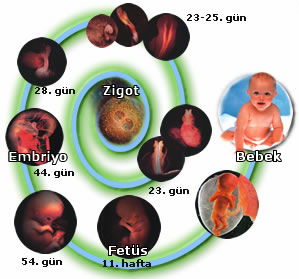 23-25. gün
28. gün
Zigot
Embriyo
Bebek
44. gün
23. gün
Fetüs
54. gün
11. hafta